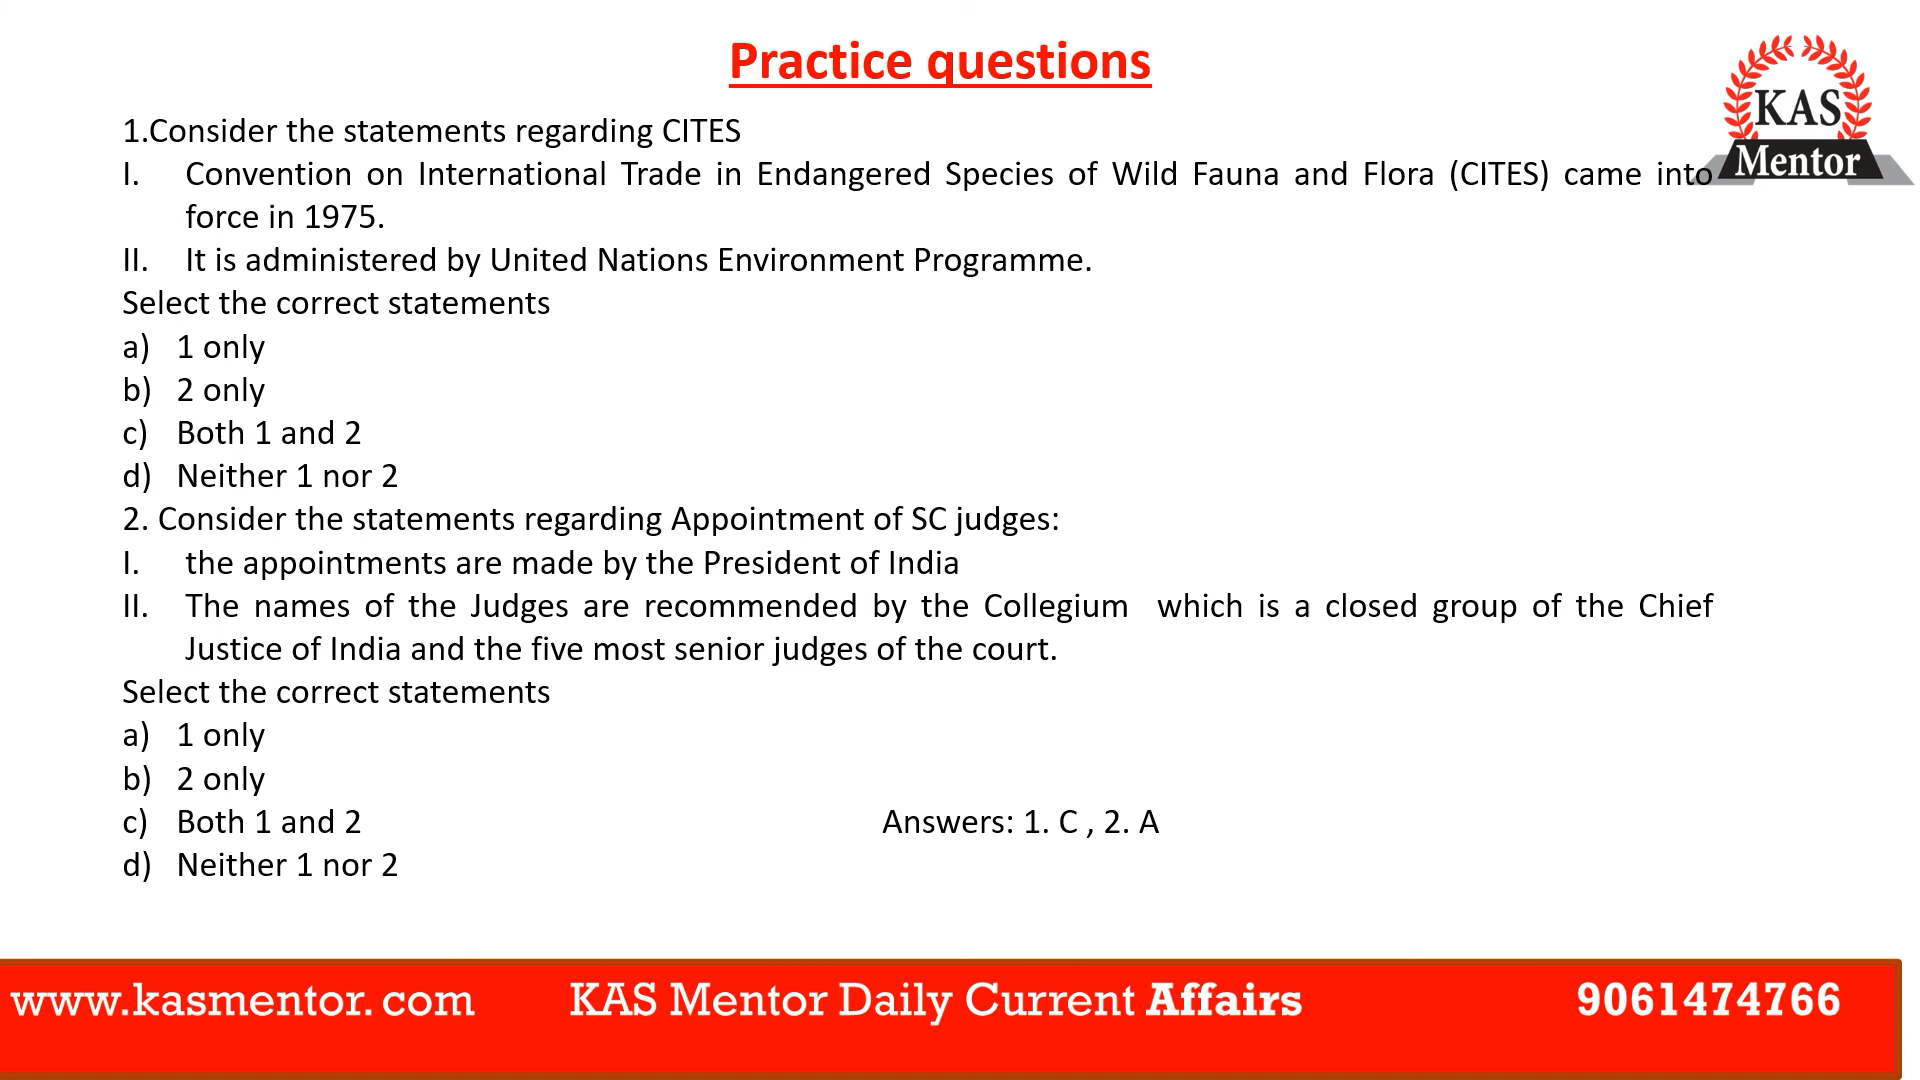 Practice questions
KAS
Mentor
1.Consider the statements regarding CITES
I. Convention on International Trade in Endangered Species of Wild Fauna and Flora (CITES) came into
force in 1975.
II. It is administered by United Nations Environment Programme.
Select the correct statements
a) 1 only
b) 2 only
c) Both 1 and 2
d) Neither 1 nor 2
2. Consider the statements regarding Appointment of SC judges:
I. the appointments are made by the President of India
II. The names of the Judges are recommended by the Collegium which is a closed group of the Chief
Justice of India and the five most senior judges of the court.
Select the correct statements
a) 1 only
b) 2 only
c) Both 1 and 2 Answers: 1. C , 2. A
d) Neither 1 nor 2
www.kasmentor. com KAS Mentor Daily Current Affairs 9061474766